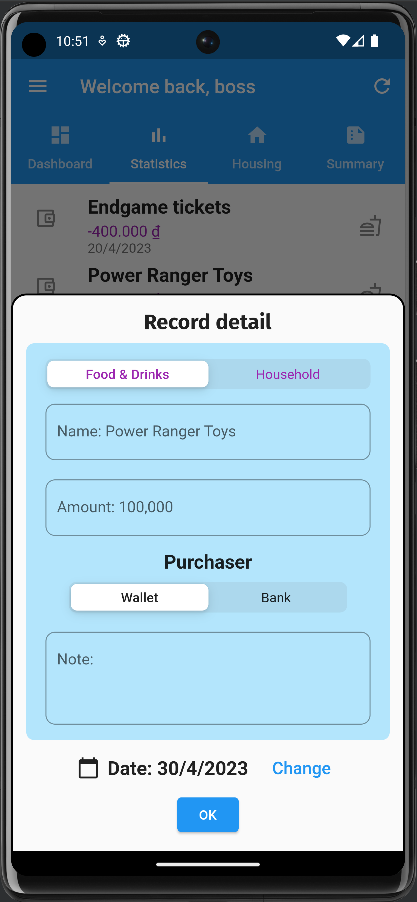 10:51
Welcome back, boss
Dashboard
Statistics
Housing
Summary
Endgame tickets
-400.000 đ
20/4/2023
Power Ranger Toys
Record detail
Food & Drinks
Household
Name: Power Ranger Toys
Amount: 100,000
Purchaser
Wallet
Bank
Note:
Date: 30/4/2023
Change
OK